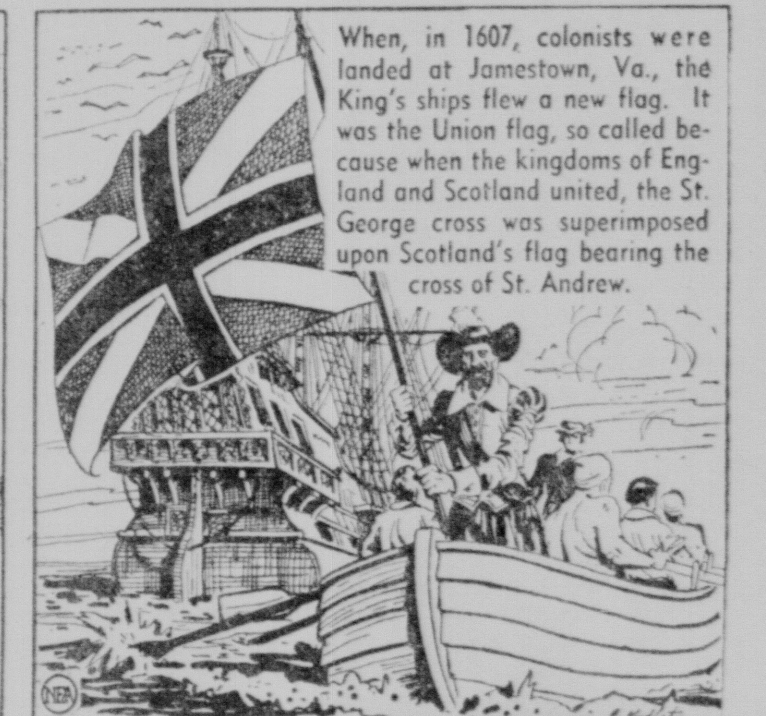 When, in 1607, colonists were
landed at Jamestown, Va., the
King's ships flew a new flag. It
was the Union flag, so called be-
cause when the kingdoms of Eng-
land and Scotland united, the St.
George cross was superimposed
upon Scotland's flag bearing the
cross of St. Andrew.
NEA